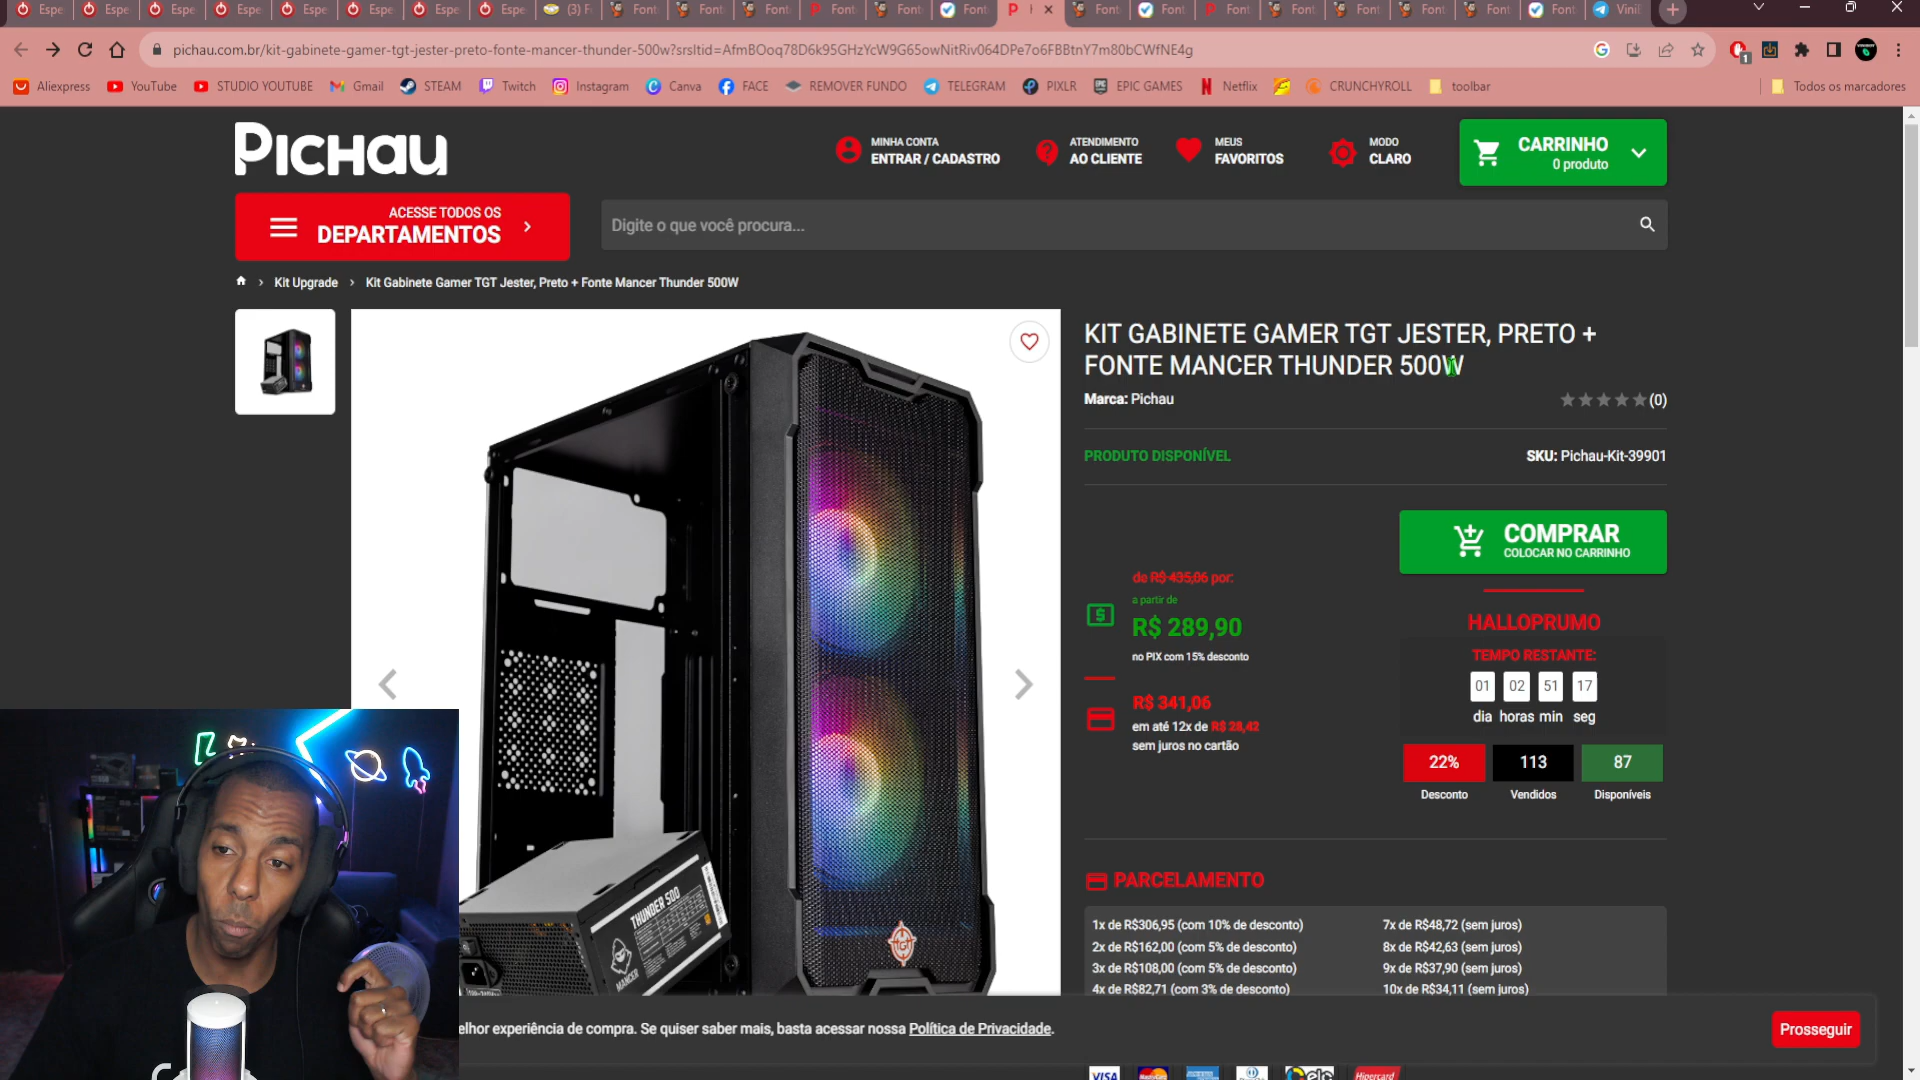 Espe
Espe
Espe
Espe
Espe
Espe
Espe
Espe
(3) F
Font
Font
Font
Font
Font
Font
Font
Font
Font
Font
Font
Font
Font
Font
pichau.com.br/kit-gabinete-gamer-tgt-jester-preto-fonte-mancer-thunder-500w?srsltid=AfmBOoq78D6k95GHzYcW9G65owNitRiv064DPe7o6FBBtnY7m80bCWfNE4g
1
Aliexpress
YouTube
STUDIO YOUTUBE
Gmail
STEAM
Twitch
Instagram
Canva
FACE
REMOVER FUNDO
TELEGRAM
PIXLR
EPIC GAMES
Netflix
CRUNCHYROLL
toolbar
Todos os marcadores
PICHAU
MINHA CONTA
ENTRAR / CADASTRO
ATENDIMENTO
AO CLIENTE
MEUS
FAVORITOS
MODO
CLARO
CARRINHO
0 produto
ACESSE TODOS OS
DEPARTAMENTOS
Digite o que você procura...
Kit Upgrade
Kit Gabinete Gamer TGT Jester, Preto + Fonte Mancer Thunder 500W
KIT GABINETE GAMER TGT JESTER, PRETO +
FONTE MANCER THUNDER 500W
Marca: Pichau
(0)
PRODUTO DISPONÍVEL
SKU: Pichau-Kit-39901
COMPRAR
COLOCAR NO CARRINHO
de R$ 435,06 por:
a partir de
R$ 289,90
no PIX com 15% desconto
R$ 341,06
em até 12x de R$ 28,42
sem juros no cartão
HALLOPRUMO
TEMPO RESTANTE:
01 02 51 17
dia horas min seg
22% 113 87
Desconto Vendidos Disponíveis
PARCELAMENTO
1x de R$306,95 (com 10% de desconto)
2x de R$162,00 (com 5% de desconto)
3x de R$108,00 (com 5% de desconto)
4x de R$82,71 (com 3% de desconto)
7x de R$48,72 (sem juros)
8x de R$42,63 (sem juros)
9x de R$37,90 (sem juros)
10x de R$34,11 (sem juros)
THUNDER 500
MANCER
TGT
elhor experiência de compra. Se quiser saber mais, basta acessar nossa Política de Privacidade.
Prosseguir
VISA
MasterCard
elo
Hipercard